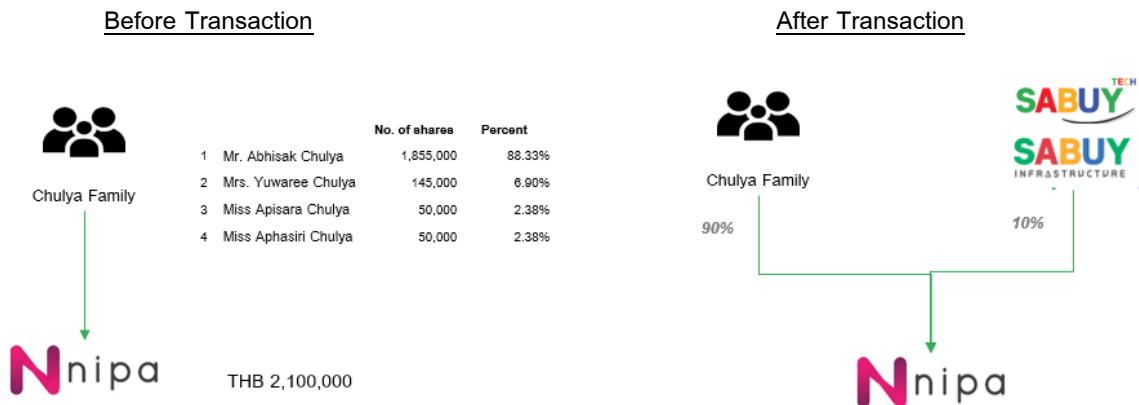 Before Transaction
No. of shares Percent
1 Mr. Abhisak Chulya 1,855,000 88.33%
2 Mrs. Yuwaree Chulya 145,000 6.90%
3 Miss Apisara Chulya 50,000 2.38%
4 Miss Aphasiri Chulya 50,000 2.38%
Chulya Family
N nipa
THB 2,100,000
After Transaction
SABUY TECH
SABUY
INFRASTRUCTURE
Chulya Family
90%
10%
N nipa